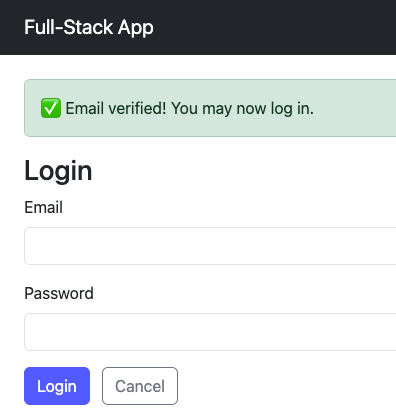 Full-Stack App
✅ Email verified! You may now log in.
Login
Email
Password
Login Cancel